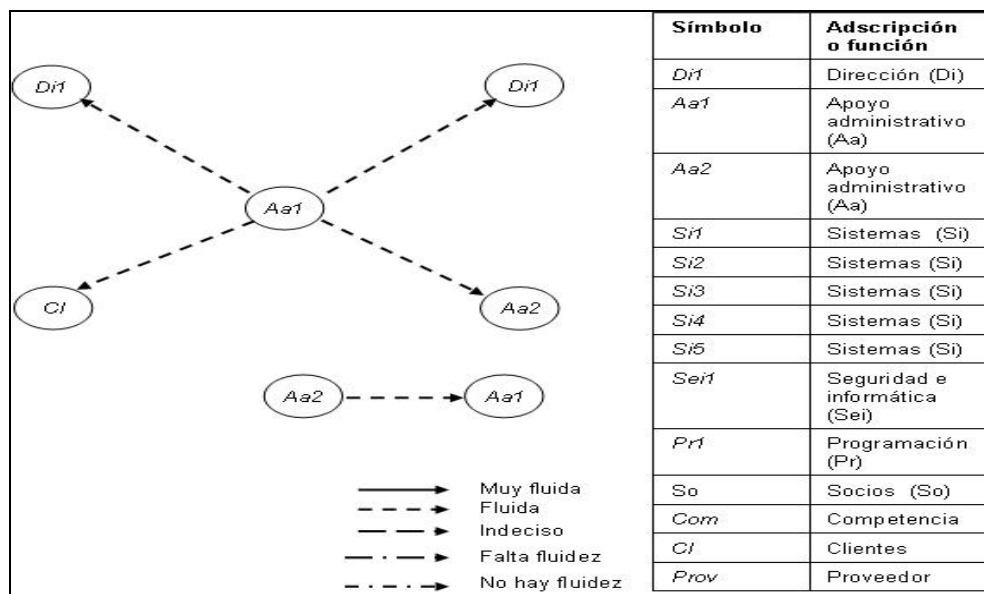 Di1
Di1
Aa1
Cl
Aa2
Aa2
Aa1
Muy fluida
Fluida
Indeciso
Falta fluidez
No hay fluidez
Símbolo
Adscripción
o función
Di1
Dirección (Di)
Aa1
Apoyo
administrativo
(Aa)
Aa2
Apoyo
administrativo
(Aa)
Si1
Sistemas (Si)
Si2
Sistemas (Si)
Si3
Sistemas (Si)
Si4
Sistemas (Si)
Si5
Sistemas (Si)
Sei1
Seguridad e
informática
(Sei)
Pr1
Programación
(Pr)
So
Socios (So)
Com
Competencia
Cl
Clientes
Prov
Proveedor